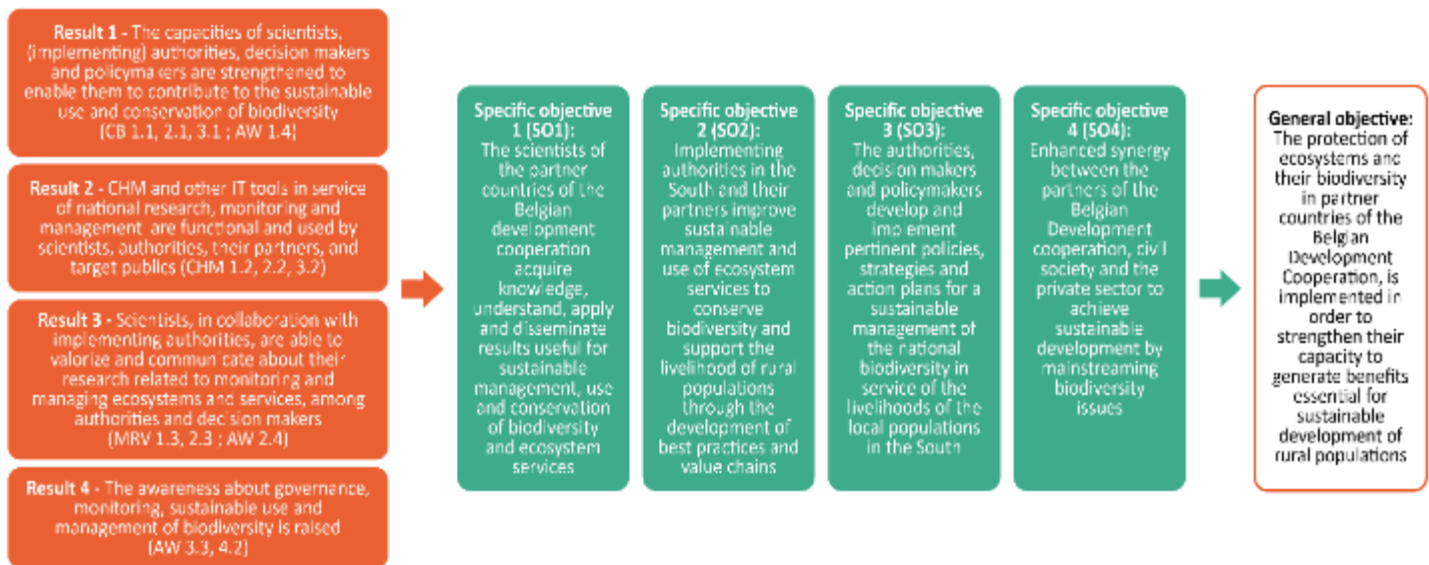 Result 1 - The capacities of scientists,
(implementing) authorities, decision makers
and policymakers are strengthened to
enable them to contribute to the sustainable
use and conservation of biodiversity
(CB 1.1, 2.1, 3.1 ; AW 1.4)
Result 2 - CHM and other IT tools in service
of national research, monitoring and
management are functional and used by
scientists, authorities, their partners, and
target publics (CHM 1.2, 2.2, 3.2)
Result 3 - Scientists, in collaboration with
implementing authorities, are able to
valorize and communicate about their
research related to monitoring and
managing ecosystems and services, among
authorities and decision makers
(MRV 1.3, 2.3 ; AW 2.4)
Result 4 - The awareness about governance,
monitoring, sustainable use and
management of biodiversity is raised
(AW 3.3, 4.2)
Specific objective
1 (SO1):
The scientists of
the partner
countries of the
Belgian
development
cooperation
acquire
knowledge,
understand, apply
and disseminate
results useful for
sustainable
management, use
and conservation
of biodiversity
and ecosystem
services
Specific objective
2 (SO2):
Implementing
authorities in the
South and their
partners improve
sustainable
management and
use of ecosystem
services to
conserve
biodiversity and
support the
livelihood of rural
populations
through the
development of
best practices and
value chains
Specific objective
3 (SO3):
The authorities,
decision makers
and policymakers
develop and
implement
pertinent policies,
strategies and
action plans for a
sustainable
management of
the national
biodiversity in
service of the
livelihoods of the
local populations
in the South
Specific objective
4 (SO4):
Enhanced synergy
between the
partners of the
Belgian
Development
cooperation, civil
society and the
private sector to
achieve
sustainable
development by
mainstreaming
biodiversity
issues
General objective:
The protection of
ecosystems and
their biodiversity
in partner
countries of the
Belgian
Development
Cooperation, is
implemented in
order to
strengthen their
capacity to
generate benefits
essential for
sustainable
development of
rural populations